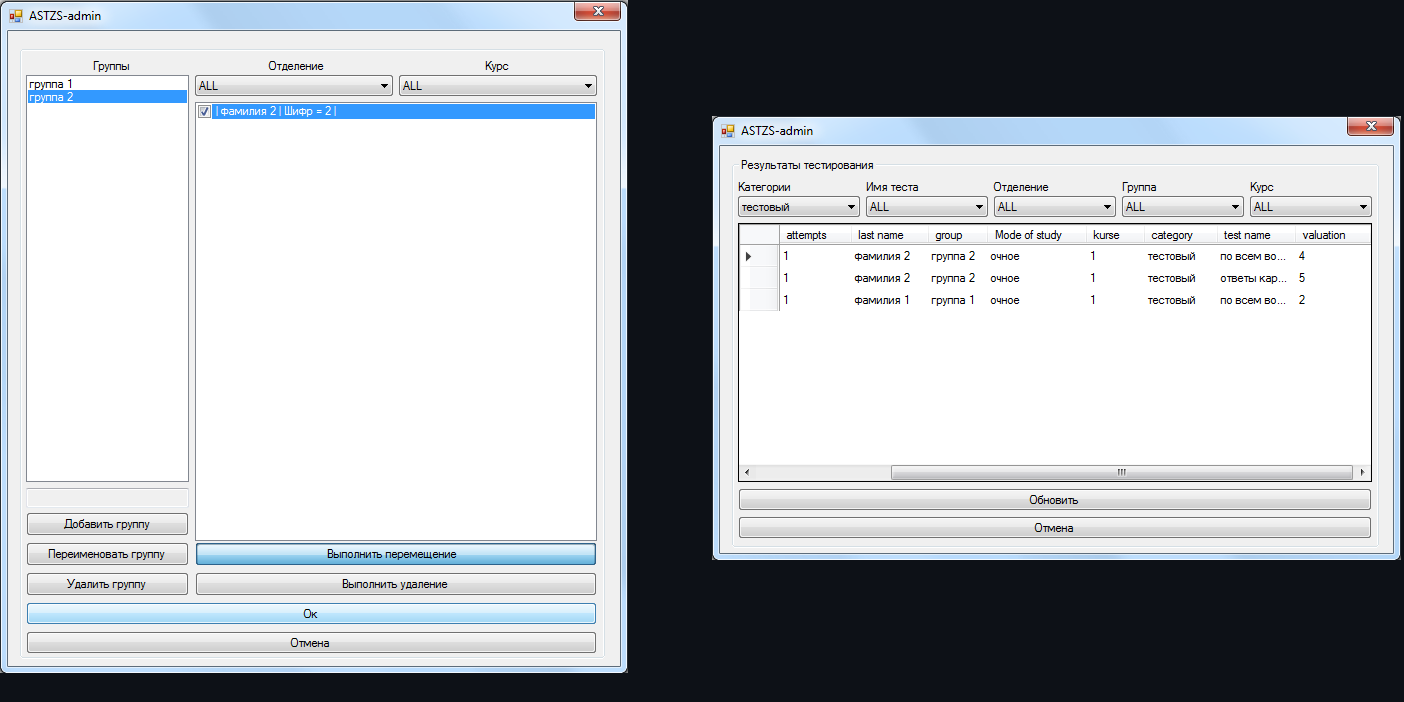 ASTZS-admin
Группы Отделение Курс
группа 1
группа 2
ALL ALL
| фамилия 2 | Шифр = 2 |
Добавить группу
Переименовать группу Выполнить перемещение
Удалить группу Выполнить удаление
Ок
Отмена
ASTZS-admin
Результаты тестирования
Категории Имя теста Отделение Группа Курс
тестовый ALL ALL ALL ALL
attempts last name group Mode of study kurse category test name valuation
1 фамилия 2 группа 2 очное 1 тестовый по всем во... 4
1 фамилия 2 группа 2 очное 1 тестовый ответы кар... 5
1 фамилия 1 группа 1 очное 1 тестовый по всем во... 2
Обновить
Отмена